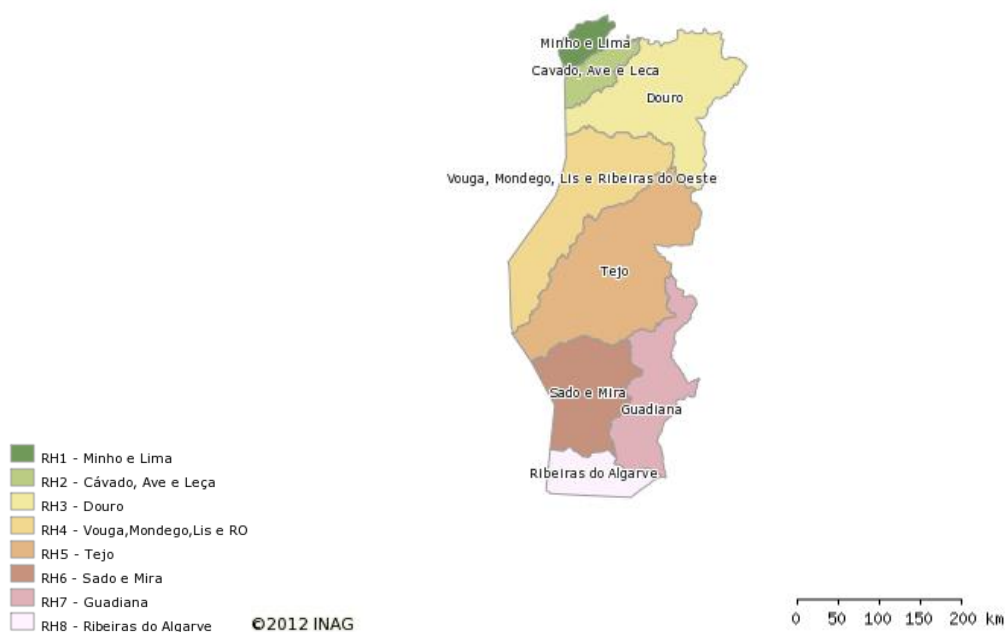 Minho e Lima
Cavado, Ave e Leca
Douro
Vouga, Mondego, Lis e Ribeiras do Oeste
Tejo
Sado e Mira
Guadiana
Ribeiras do Algarve
RH1 - Minho e Lima
RH2 - Cávado, Ave e Leça
RH3 - Douro
RH4 - Vouga,Mondego,Lis e RO
RH5 - Tejo
RH6 - Sado e Mira
RH7 - Guadiana
RH8 - Ribeiras do Algarve
©2012 INAG
0 50 100 150 200 km